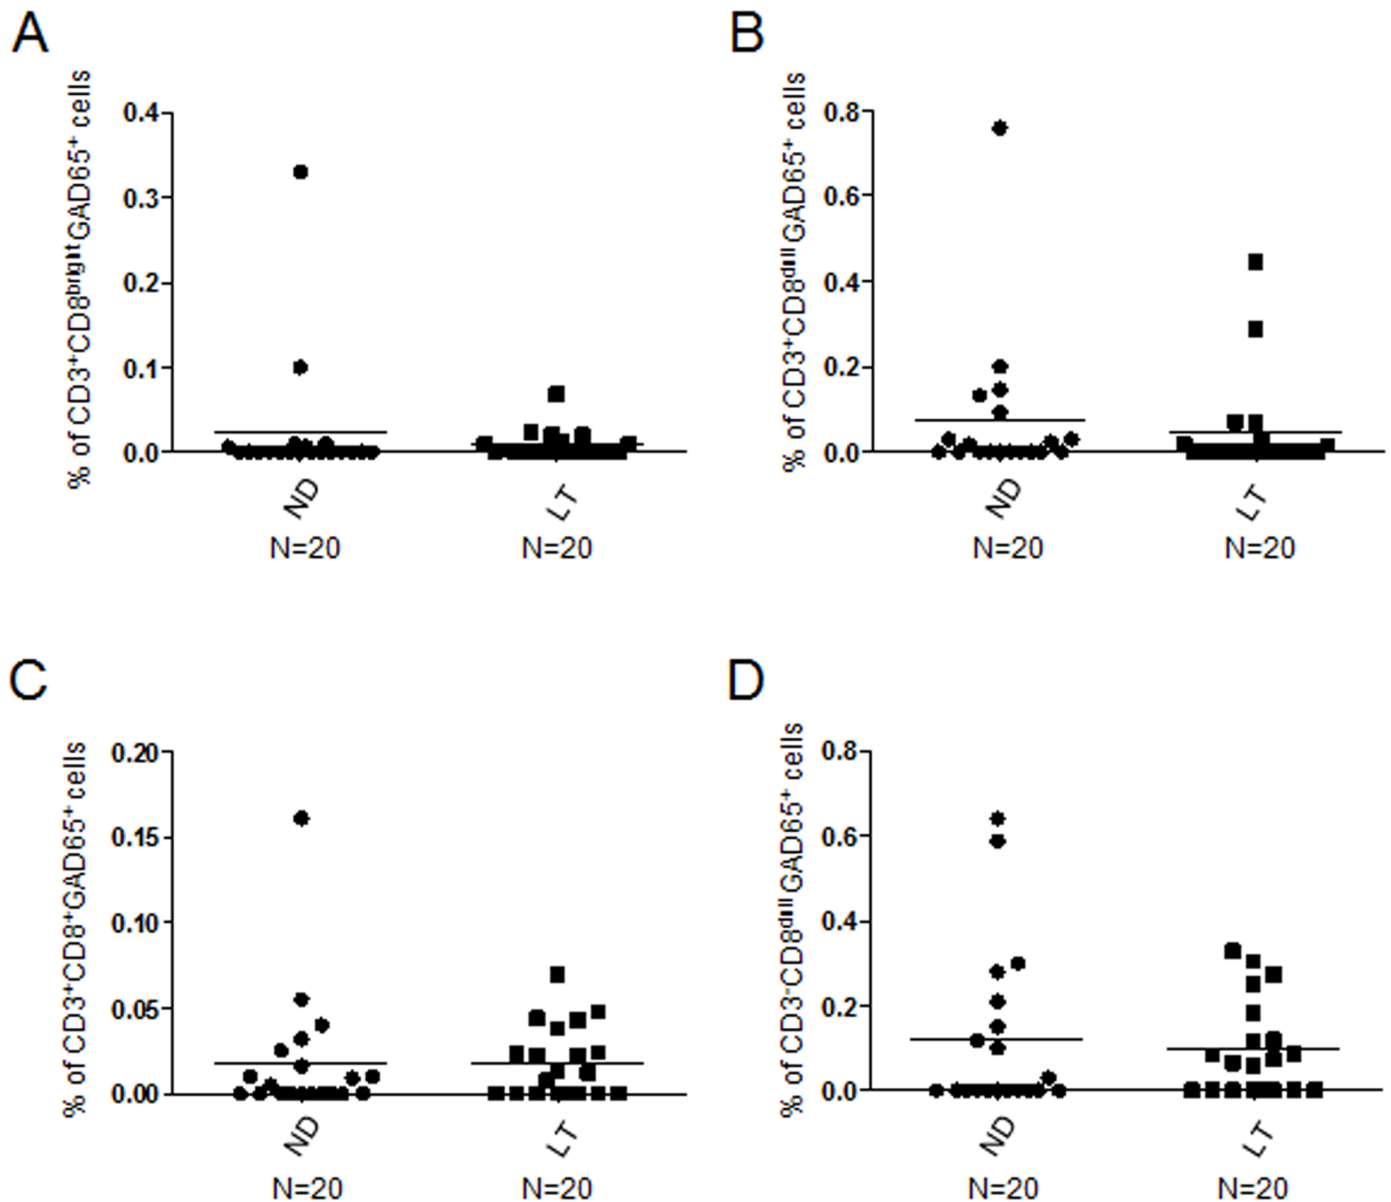 A
% of CD3⁺CD8ᵇʳⁱᵍʰᵗGAD65⁺ cells
0.4
0.3
0.2
0.1
0.0
ND
LT
N=20
N=20
B
% of CD3⁺CD8ᵈᵘˡˡGAD65⁺ cells
0.8
0.6
0.4
0.2
0.0
ND
LT
N=20
N=20
C
% of CD3⁺CD8⁺GAD65⁺ cells
0.20
0.15
0.10
0.05
0.00
ND
LT
N=20
N=20
D
% of CD3⁻CD8ᵈᵘˡˡGAD65⁺ cells
0.8
0.6
0.4
0.2
0.0
ND
LT
N=20
N=20